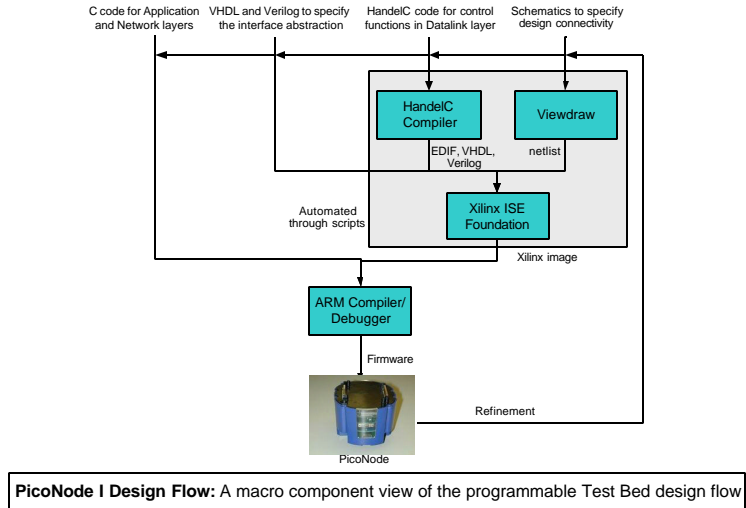 C code for Application
and Network layers
VHDL and Verilog to specify
the interface abstraction
HandelC code for control
functions in Datalink layer
Schematics to specify
design connectivity
HandelC
Compiler
Viewdraw
EDIF, VHDL,
Verilog
netlist
Automated
through scripts
Xilinx ISE
Foundation
Xilinx image
ARM Compiler/
Debugger
Firmware
Refinement
PicoNode
PicoNode I Design Flow: A macro component view of the programmable Test Bed design flow